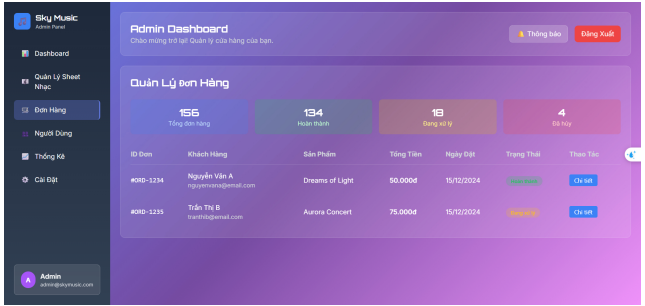 Sky Music
Admin Panel
Dashboard
Quản Lý Sheet
Nhạc
Đơn Hàng
Người Dùng
Thống Kê
Cài Đặt
A
Admin
admin@skymusic.com
Admin Dashboard
Chào mừng trở lại! Quản lý cửa hàng của bạn.
Thông báo
Đăng Xuất
Quản Lý Đơn Hàng
156
134
18
4
Tổng đơn hàng
Hoàn thành
Đang xử lý
Đã hủy
ID Đơn Khách Hàng Sản Phẩm Tổng Tiền Ngày Đặt Trạng Thái Thao Tác
#ORD-1234 Nguyễn Văn A Dreams of Light 50.000đ 15/12/2024 Chi tiết
nguyenvana@email.com
#ORD-1235 Trần Thị B Aurora Concert 75.000đ 15/12/2024 Đang xử lý Chi tiết
tranthib@email.com